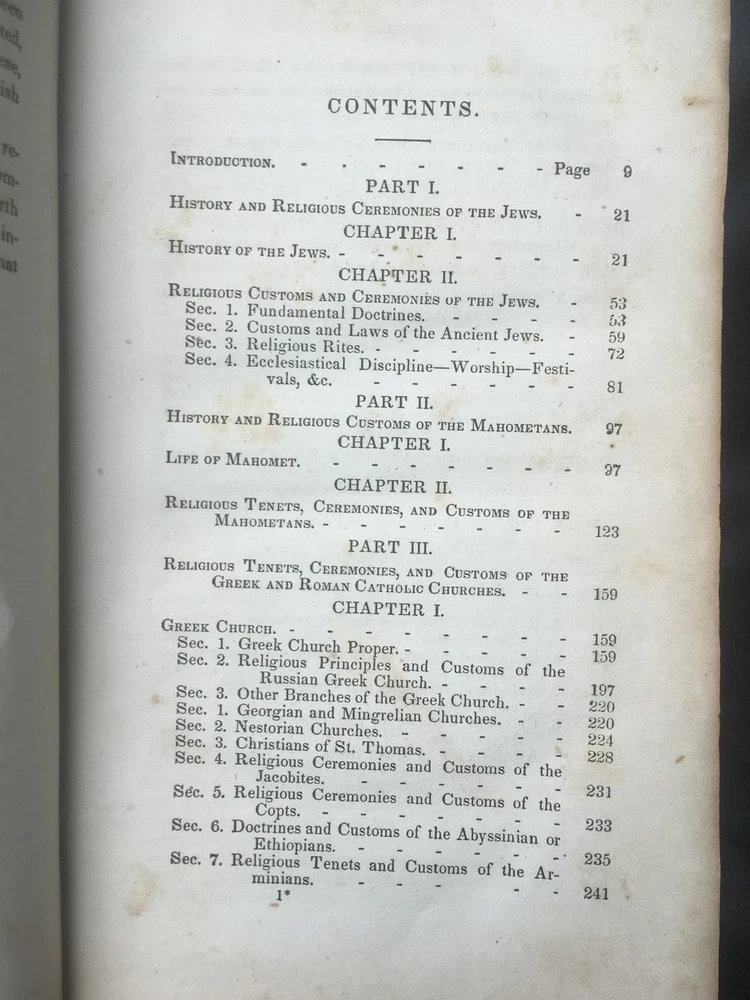 een
ted,
ese,
ish
re-
om-
rth
in-
hat
CONTENTS.
INTRODUCTION. - - - - - - - Page 9
PART I.
HISTORY AND RELIGIOUS CEREMONIES OF THE JEWS. - 21
CHAPTER I.
HISTORY OF THE JEWS. - - - - - - - 21
CHAPTER II.
RELIGIOUS CUSTOMS AND CEREMONIES OF THE JEWS. - 53
Sec. 1. Fundamental Doctrines. - - - - 53
Sec. 2. Customs and Laws of the Ancient Jews. - 59
Sec. 3. Religious Rites. - - - - - - 72
Sec. 4. Ecclesiastical Discipline—Worship—Festi-
vals, &c. - - - - - - 81
PART II.
HISTORY AND RELIGIOUS CUSTOMS OF THE MAHOMETANS. 97
CHAPTER I.
LIFE OF MAHOMET. - - - - - - - 97
CHAPTER II.
RELIGIOUS TENETS, CEREMONIES, AND CUSTOMS OF THE
MAHOMETANS. - - - - - - - 123
PART III.
RELIGIOUS TENETS, CEREMONIES, AND CUSTOMS OF THE
GREEK AND ROMAN CATHOLIC CHURCHES. - - 159
CHAPTER I.
GREEK CHURCH. - - - - - - - - 159
Sec. 1. Greek Church Proper. - - - - - 159
Sec. 2. Religious Principles and Customs of the
Russian Greek Church. - - - - 197
Sec. 3. Other Branches of the Greek Church. - - 220
Sec. 1. Georgian and Mingrelian Churches. - - 220
Sec. 2. Nestorian Churches. - - - - - 224
Sec. 3. Christians of St. Thomas. - - - - 228
Sec. 4. Religious Ceremonies and Customs of the
Jacobites. - - - - - - 231
Sec. 5. Religious Ceremonies and Customs of the
Copts. - - - - - - - 233
Sec. 6. Doctrines and Customs of the Abyssinian or
Ethiopians. - - - - - - 235
Sec. 7. Religious Tenets and Customs of the Ar-
minians. - - - - - 241
1*